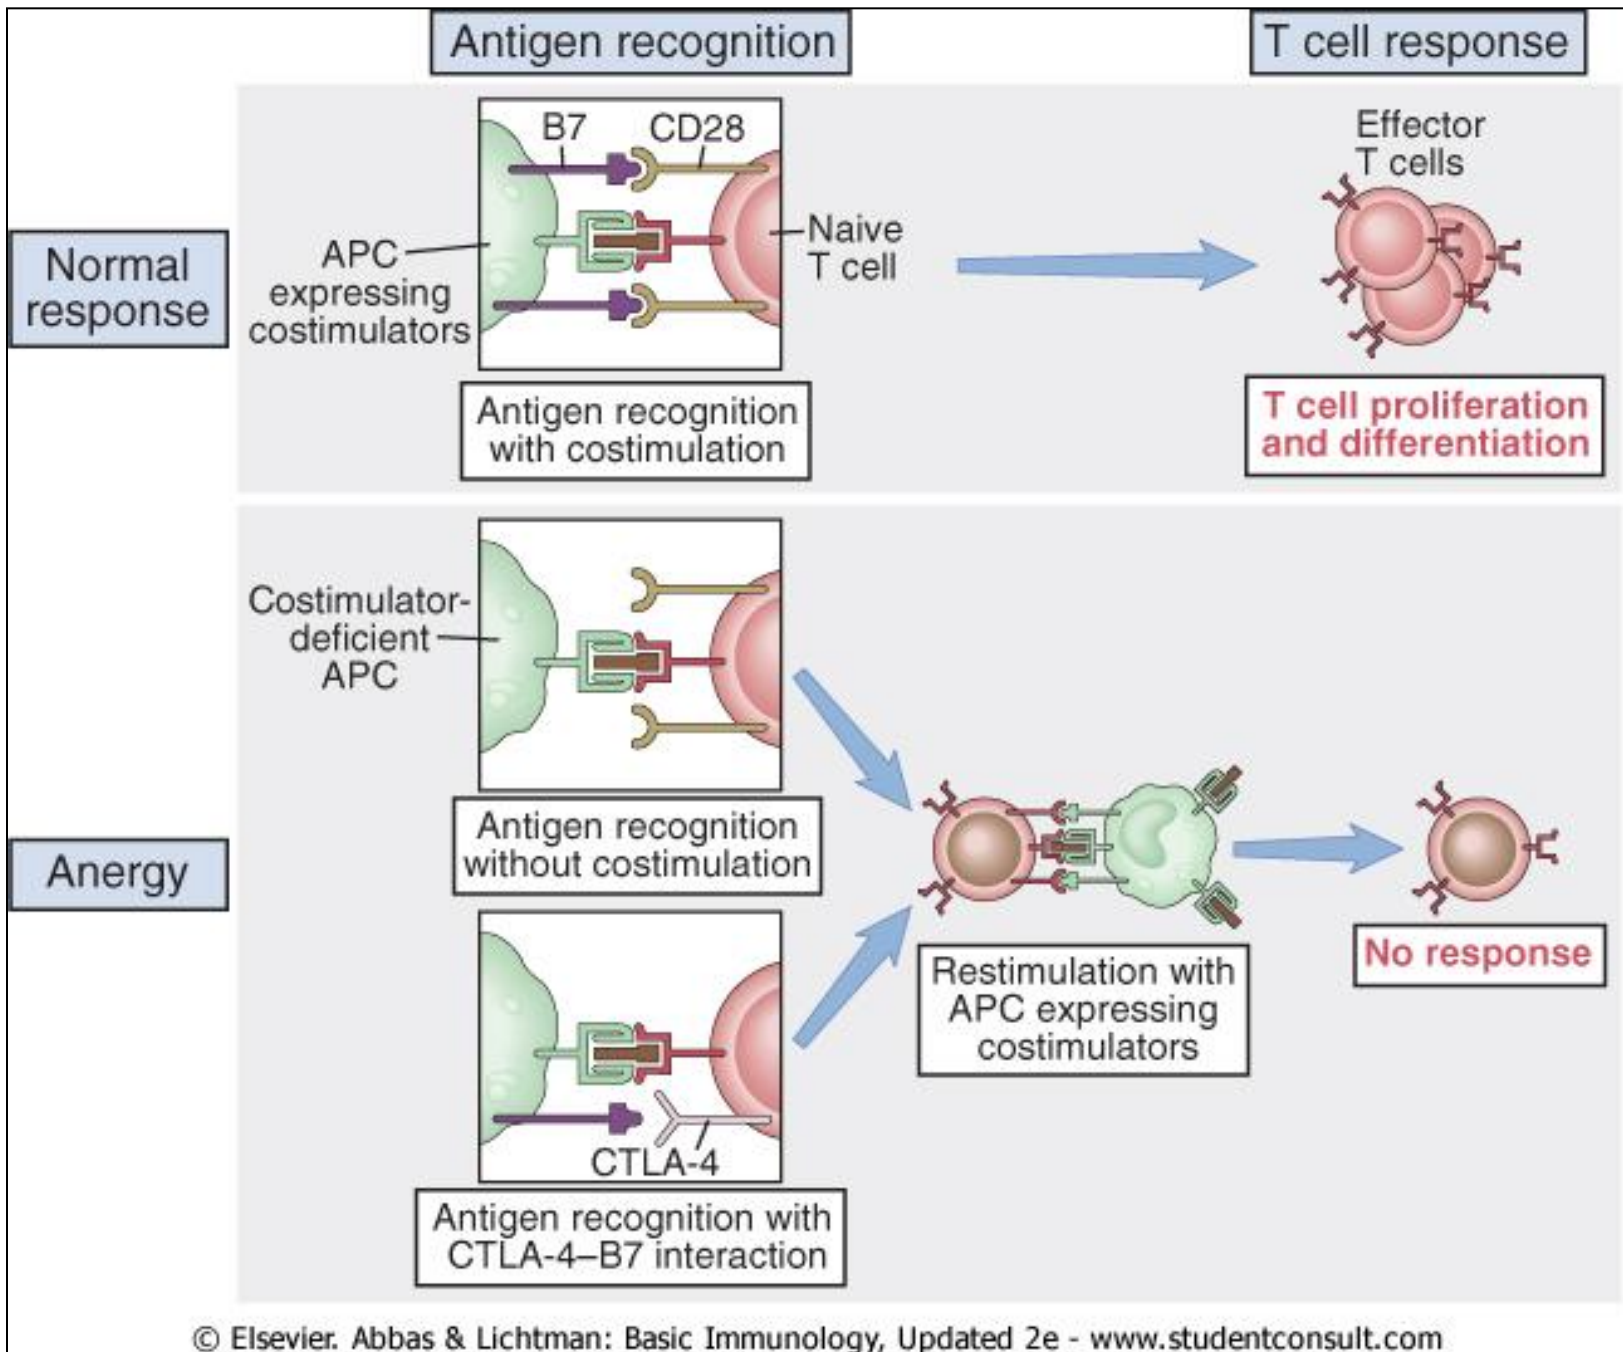 Antigen recognition
T cell response
Normal
response
B7
CD28
APC
expressing
costimulators
Naive
T cell
Antigen recognition
with costimulation
Effector
T cells
T cell proliferation
and differentiation
Anergy
Costimulator-
deficient
APC
Antigen recognition
without costimulation
CTLA-4
Antigen recognition with
CTLA-4–B7 interaction
Restimulation with
APC expressing
costimulators
No response
© Elsevier. Abbas & Lichtman: Basic Immunology, Updated 2e - www.studentconsult.com